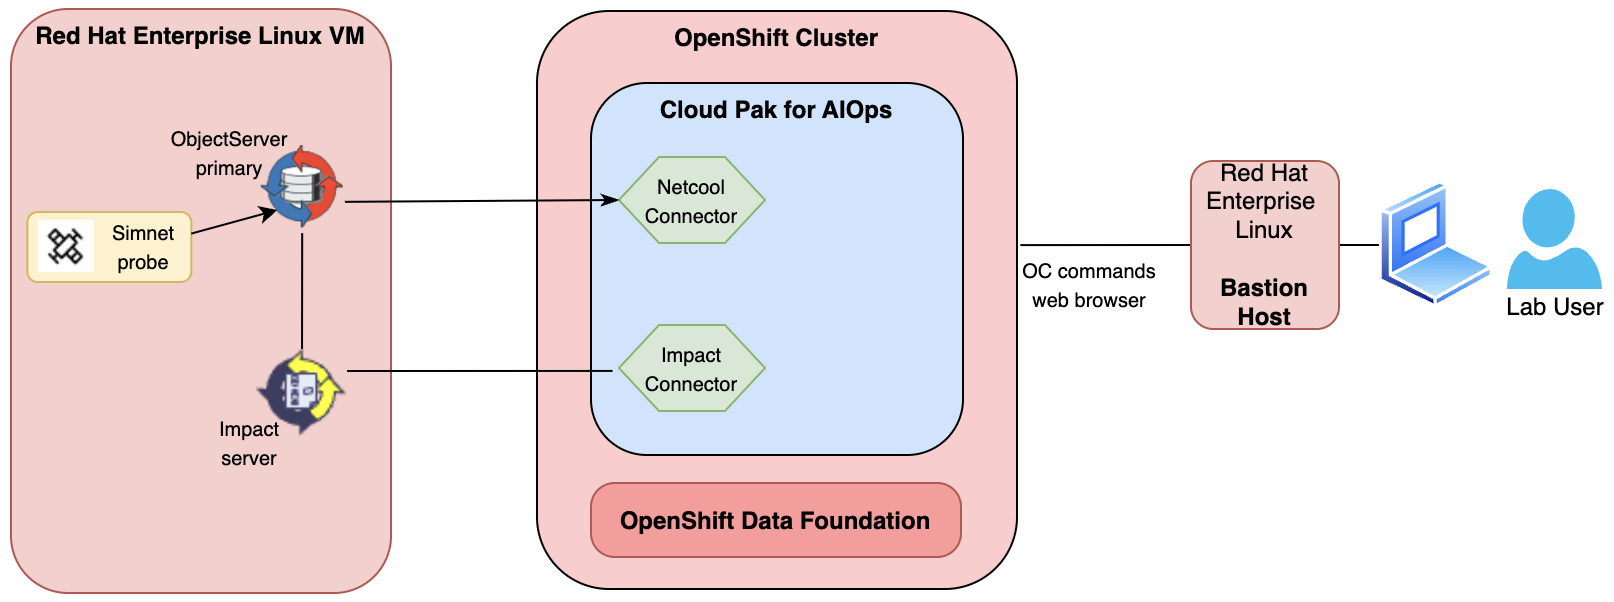 Red Hat Enterprise Linux VM
ObjectServer
primary
Simnet
probe
Impact
server
OpenShift Cluster
Cloud Pak for AIOps
Netcool
Connector
Impact
Connector
OpenShift Data Foundation
OC commands
web browser
Red Hat
Enterprise
Linux
Bastion
Host
Lab User